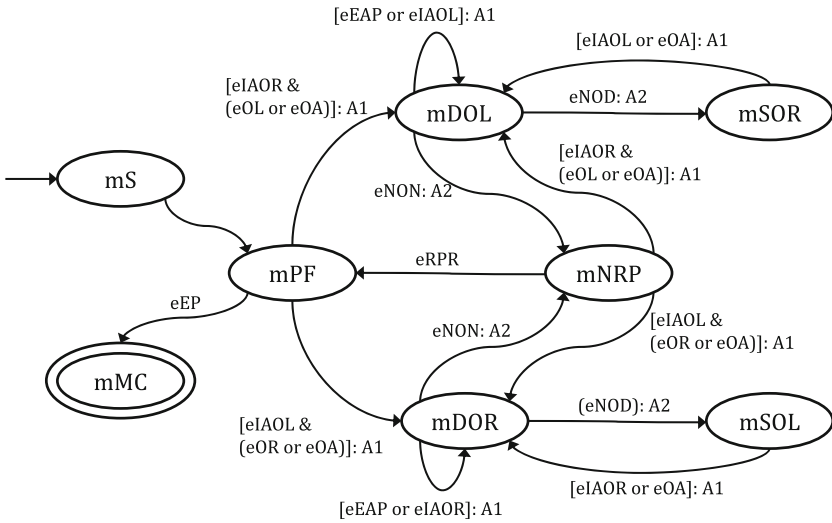 [eEAP or eIAOL]: A1
[eIAOL or eOA]: A1
[eIAOR &
(eOL or eOA)]: A1
mDOL
eNOD: A2
mSOR
[eIAOR &
(eOL or eOA)]: A1
mS
eNON: A2
eRPR
mPF
mNRP
eEP
eNON: A2
[eIAOL &
(eOR or eOA)]: A1
mMC
[eIAOL &
(eOR or eOA)]: A1
mDOR
(eNOD): A2
mSOL
[eIAOR or eOA]: A1
[eEAP or eIAOR]: A1